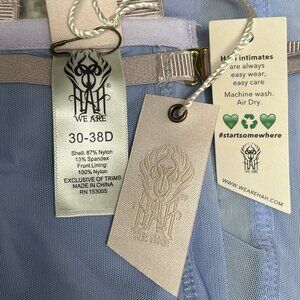 HAH
WE ARE
30-38D
Shell: 87% Nylon
13% Spandex
Front Lining:
100% Nylon
EXCLUSIVE OF TRIMS
MADE IN CHINA
RN 153005
HAH
WE ARE
HAH intimates
are always
easy wear,
easy care
Machine wash.
Air Dry.
#startsomewhere
WWW.WEAREHAH.COM